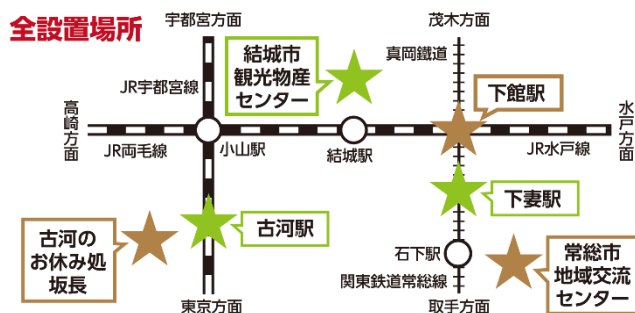 全設置場所
宇都宮方面
茂木方面
結城市
観光物産
センター
真岡鐵道
JR宇都宮線
下館駅
高崎方面
水戸方面
JR両毛線
小山駅
結城駅
JR水戸線
下妻駅
古河の
お休み処
坂長
古河駅
石下駅
常総市
地域交流
センター
関東鉄道常総線
東京方面
取手方面